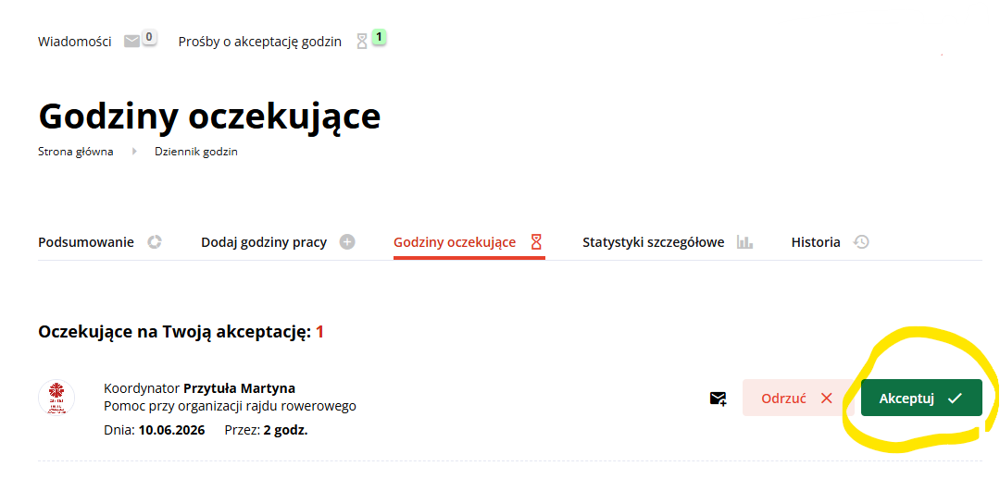 Wiadomości 0 Prośby o akceptację godzin 1
Godziny oczekujące
Strona główna Dziennik godzin
Podsumowanie Dodaj godziny pracy Godziny oczekujące Statystyki szczegółowe Historia
Oczekujące na Twoją akceptację: 1
Koordynator Przytuła Martyna
Pomoc przy organizacji rajdu rowerowego
Odrzuć Akceptuj
Dnia: 10.06.2026 Przez: 2 godz.